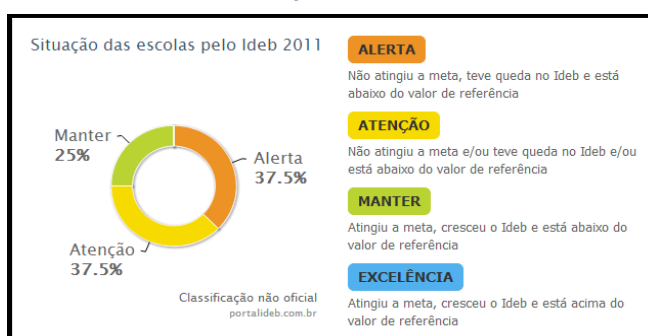 Situação das escolas pelo Ideb 2011
Manter
25%
Alerta
37.5%
Atenção
37.5%
Classificação não oficial
portalideb.com.br
ALERTA
Não atingiu a meta, teve queda no Ideb e está
abaixo do valor de referência
ATENÇÃO
Não atingiu a meta e/ou teve queda no Ideb e/ou
está abaixo do valor de referência
MANTER
Atingiu a meta, cresceu o Ideb e está abaixo do
valor de referência
EXCELÊNCIA
Atingiu a meta, cresceu o Ideb e está acima do
valor de referência